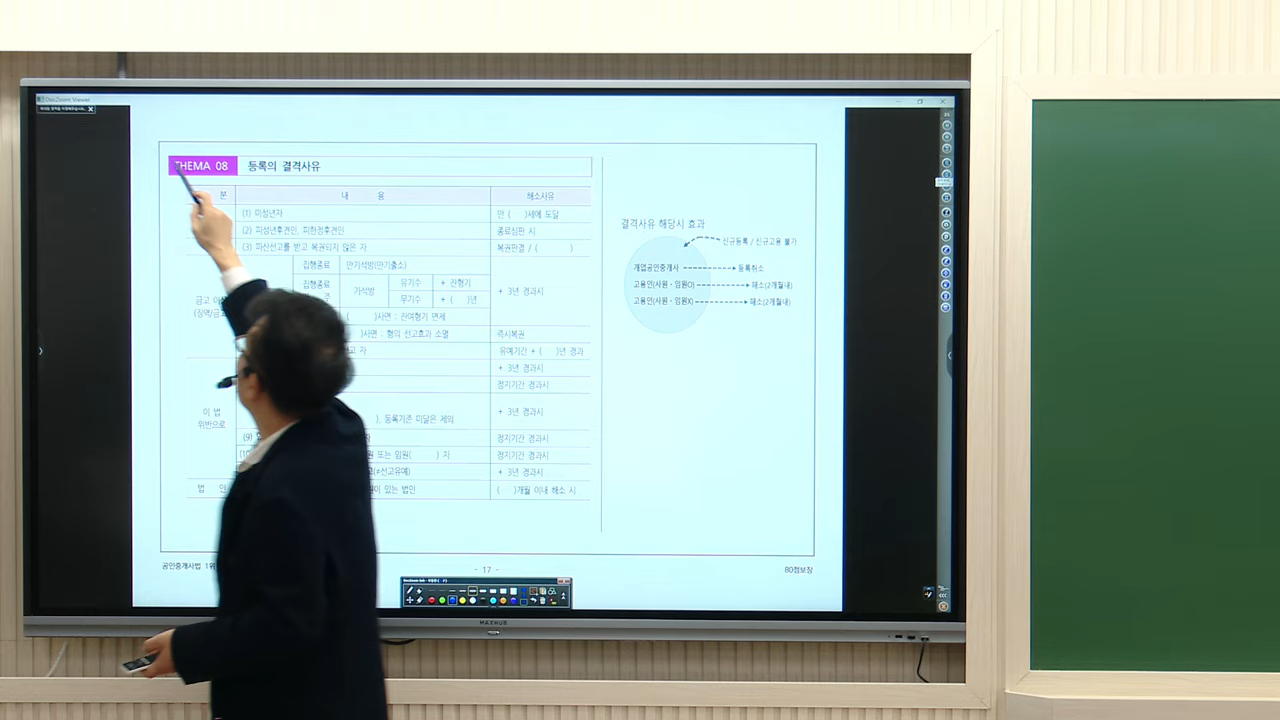 DocZoom Viewer
THEMA 08 등록의 결격사유
분 내 용 해소사유
(1) 미성년자 만 ( )세에 도달
(2) 피성년후견인, 피한정후견인 종료심판 시
(3) 파산선고를 받고 복권되지 않은 자 복권판결 / ( )
집행종료 만기석방(만기출소)
집행종료 가석방 유기수 + 잔형기 + 3년 경과시
무기수 + ( )년
금고 이
(징역/금고
( )사면 : 잔여형기 면제
)사면 : 형의 선고효과 소멸 즉시복권
고 자 유예기간 + ( )년 경과
+ 3년 경과시
정지기간 경과시
이 법
위반으로
), 등록기준 미달은 제외 + 3년 경과시
(9) 정지기간 경과시
원 또는 임원( ) 자 정지기간 경과시
(≠선고유예) + 3년 경과시
법 인 원이 있는 법인 ( )개월 이내 해소 시
결격사유 해당시 효과
신규등록 / 신규고용 불가
개업공인중개사 등록취소
고용인(사원·임원O) 해소(2개월내)
고용인(사원·임원X) 해소(2개월내)
공인중개사법 1위
- 17 -
80점보장
MAXHUB